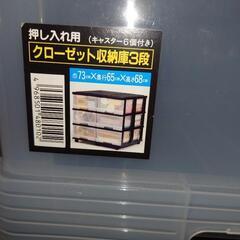 押し入れ用
(キャスター6個付き)
クローゼット収納庫3段
約73cm×奥行65cm×高さ68cm
4968501480102